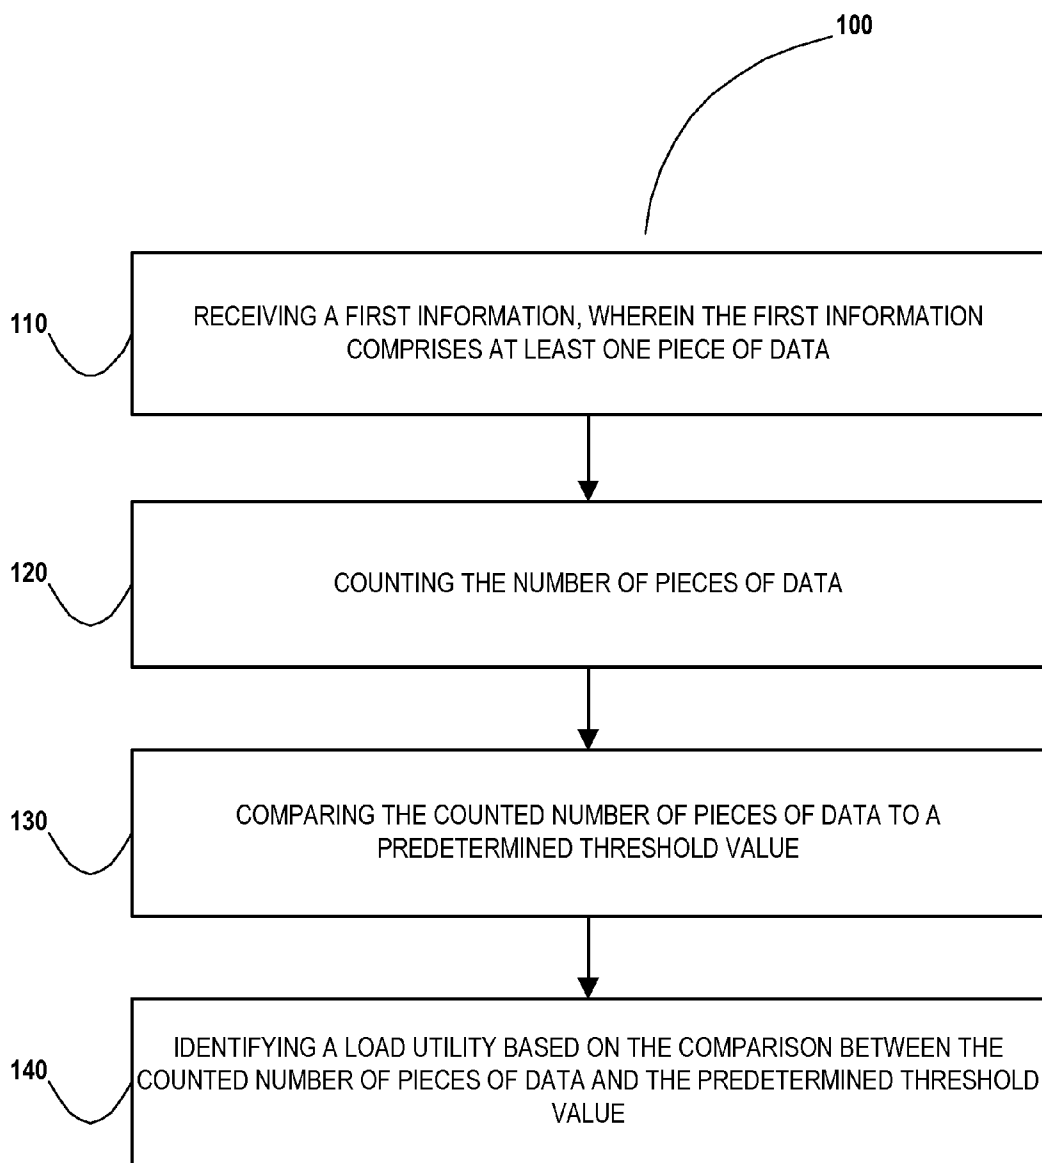 100
110
RECEIVING A FIRST INFORMATION, WHEREIN THE FIRST INFORMATION
COMPRISES AT LEAST ONE PIECE OF DATA
120
COUNTING THE NUMBER OF PIECES OF DATA
130
COMPARING THE COUNTED NUMBER OF PIECES OF DATA TO A
PREDETERMINED THRESHOLD VALUE
140
IDENTIFYING A LOAD UTILITY BASED ON THE COMPARISON BETWEEN THE
COUNTED NUMBER OF PIECES OF DATA AND THE PREDETERMINED THRESHOLD
VALUE